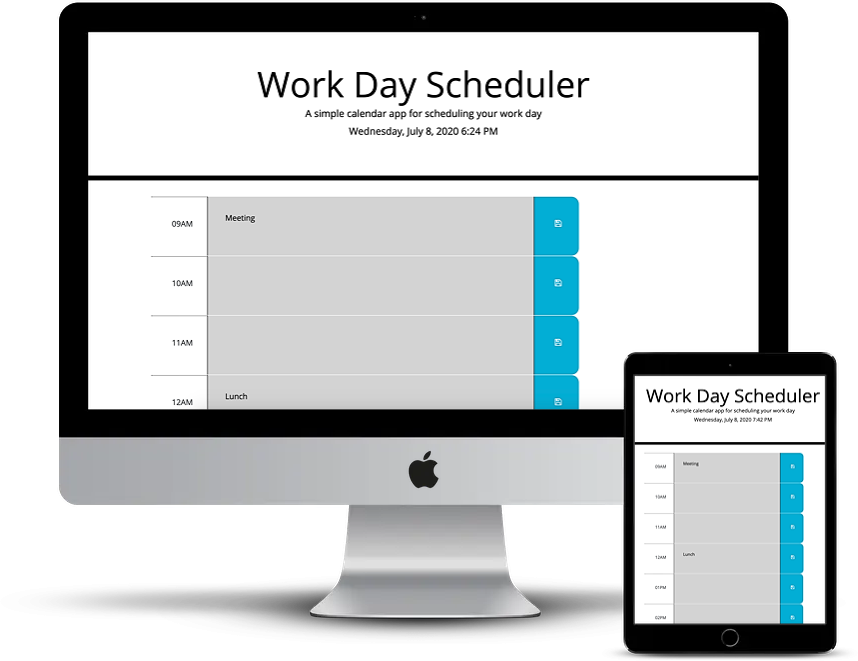 Work Day Scheduler
A simple calendar app for scheduling your work day
Wednesday, July 8, 2020 6:24 PM
09AM
Meeting
10AM
11AM
12AM
Lunch
Work Day Scheduler
A simple calendar app for scheduling your work day
Wednesday, July 8, 2020 7:42 PM
09AM
Meeting
10AM
11AM
12AM
Lunch
01PM
02PM